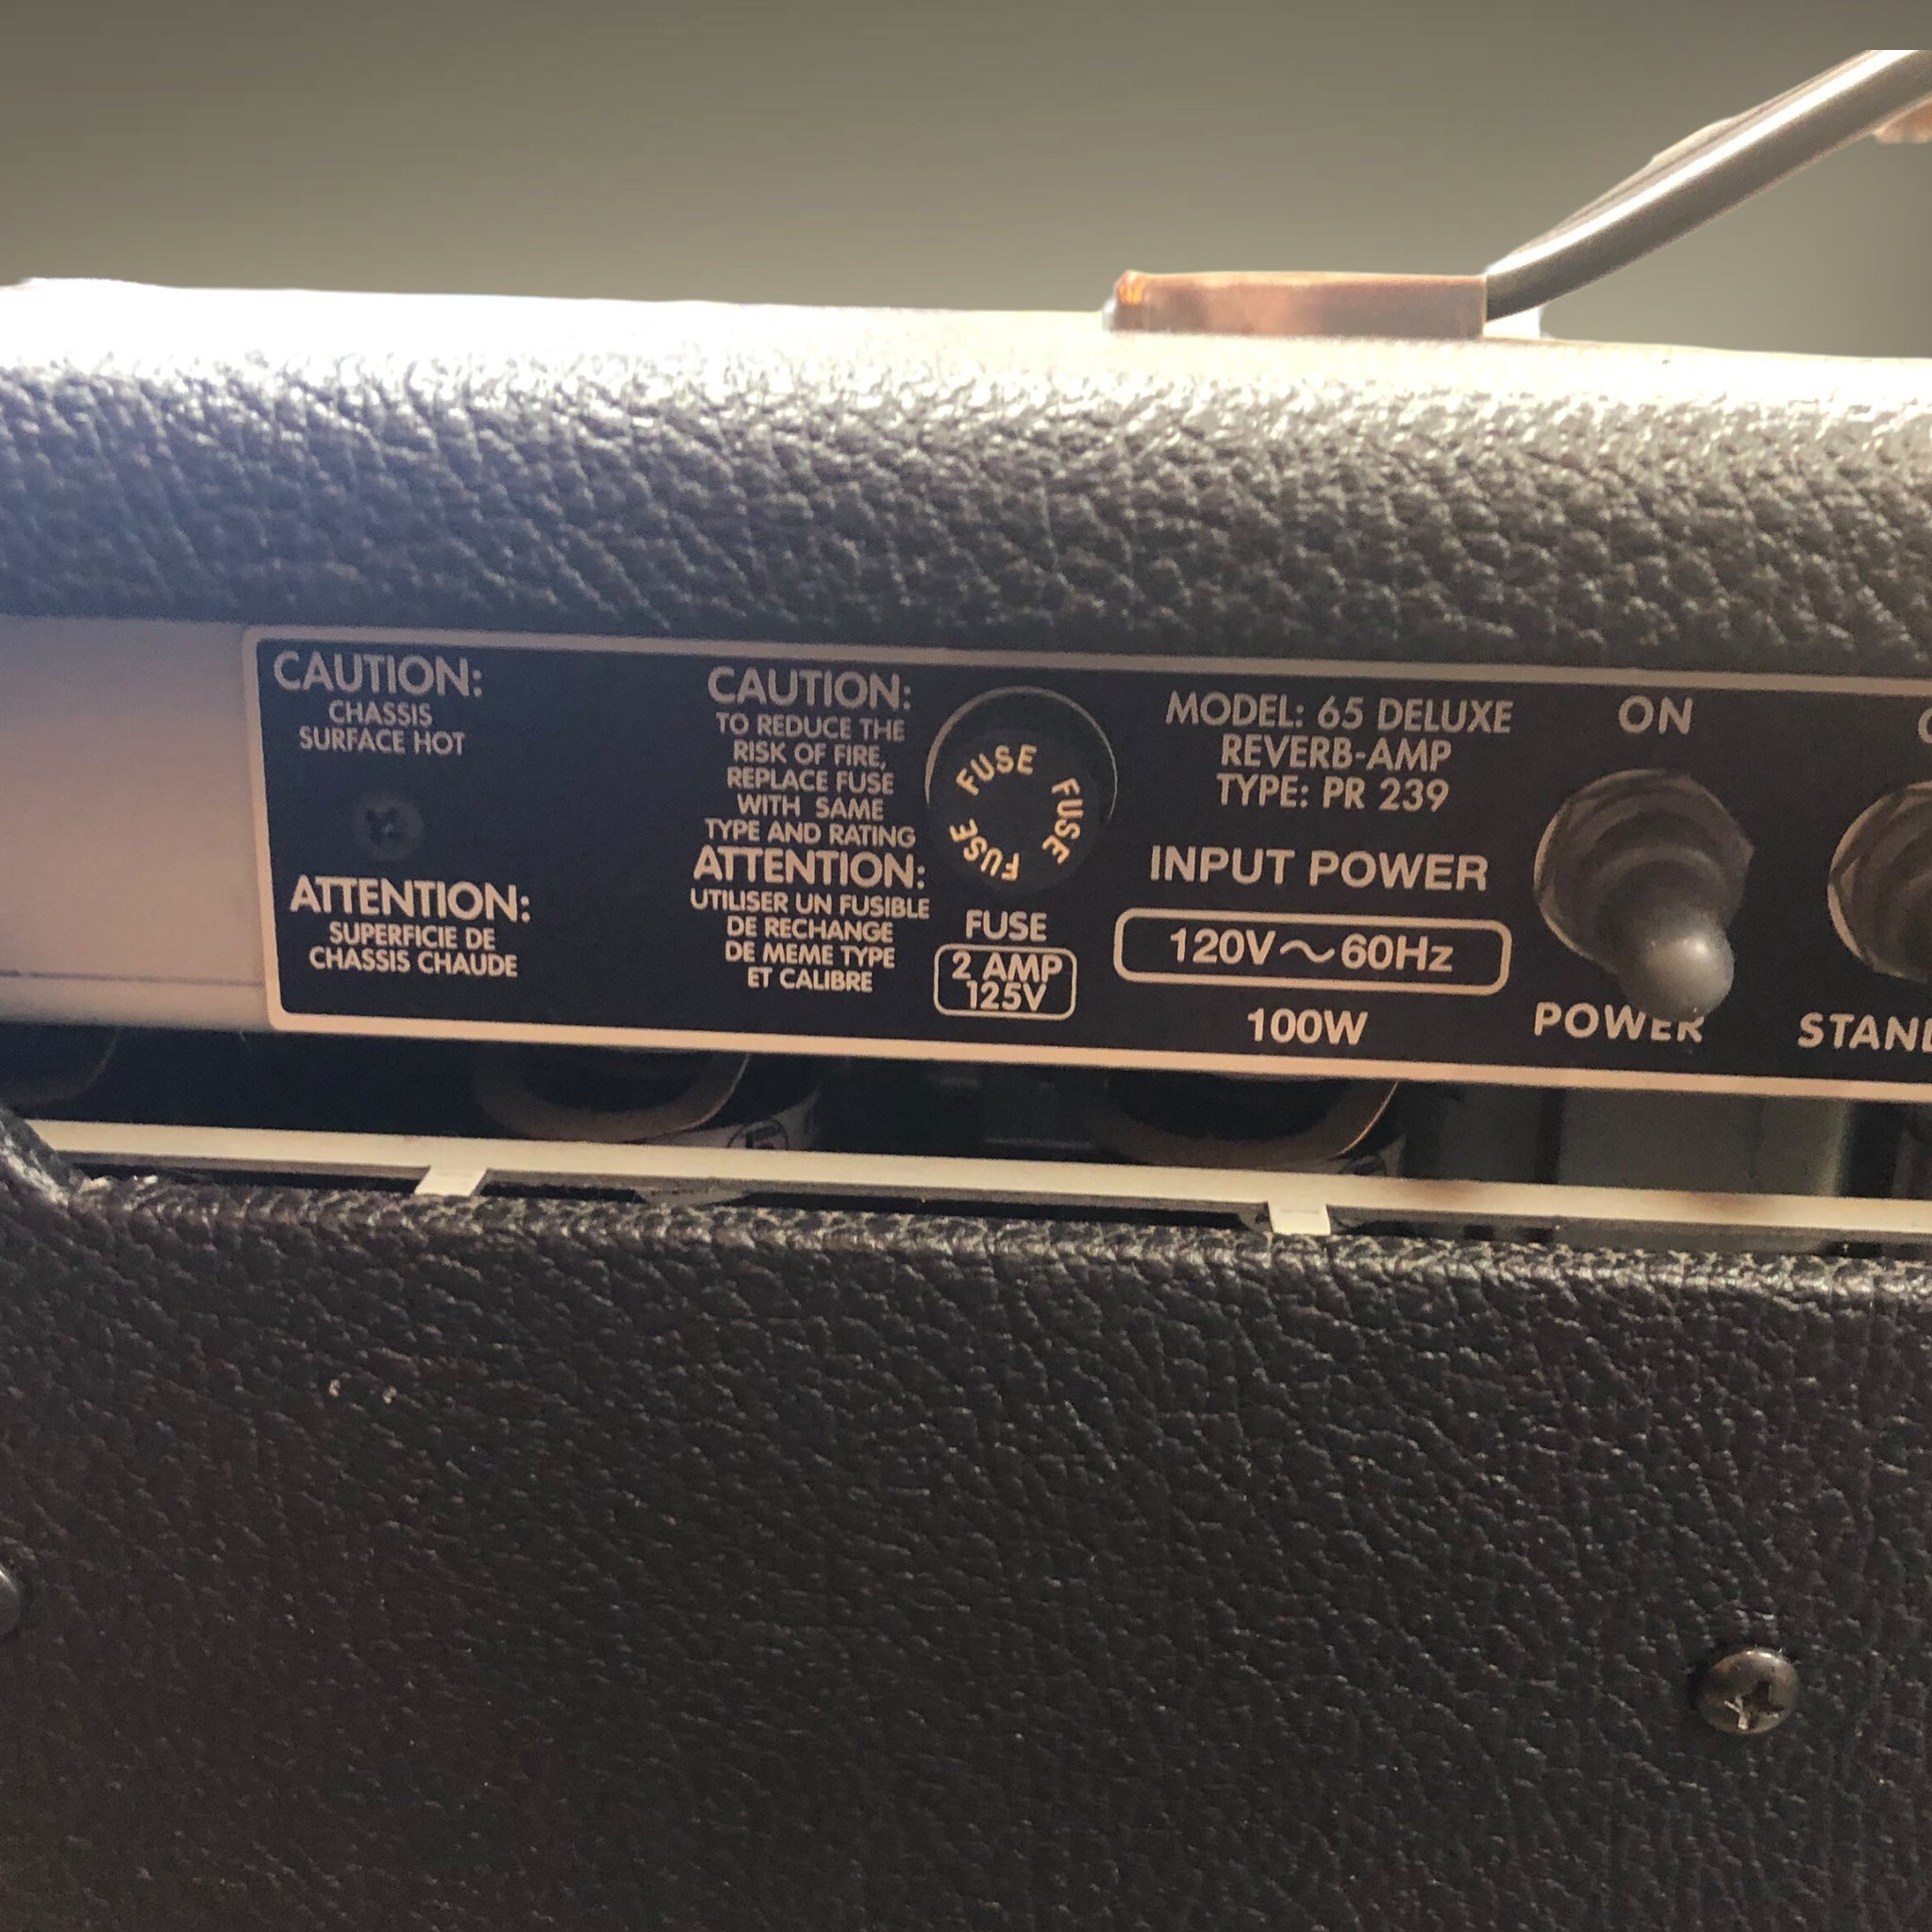 CAUTION:
CHASSIS
SURFACE HOT
ATTENTION:
SUPERFICIE DE
CHASSIS CHAUDE
CAUTION:
TO REDUCE THE
RISK OF FIRE,
REPLACE FUSE
WITH SAME
TYPE AND RATING
ATTENTION:
UTILISER UN FUSIBLE
DE RECHANGE
DE MEME TYPE
ET CALIBRE
FUSE FUSE FUSE FUSE
FUSE
2 AMP
125V
MODEL: 65 DELUXE
REVERB-AMP
TYPE: PR 239
INPUT POWER
120V~60Hz
100W
ON
POWER